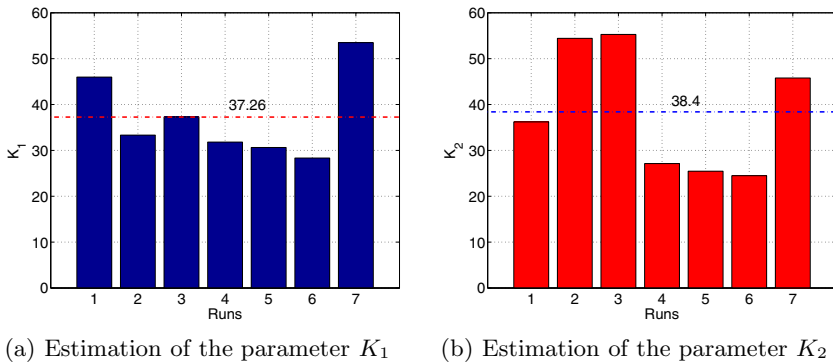 60
50
40
30
20
10
0
K1
37.26
1 2 3 4 5 6 7
Runs
(a) Estimation of the parameter K1
60
50
40
30
20
10
0
K2
38.4
1 2 3 4 5 6 7
Runs
(b) Estimation of the parameter K2